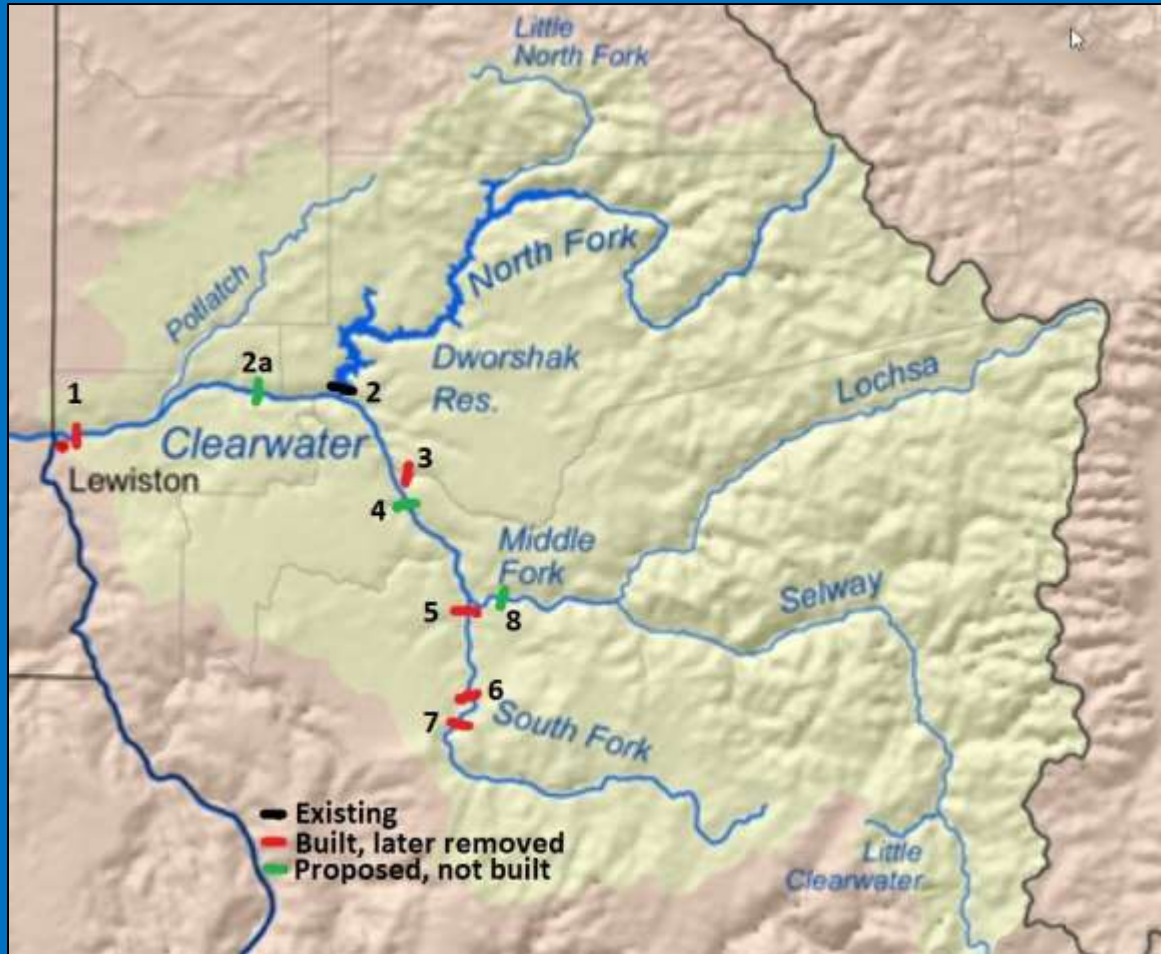 Little
North Fork
Potlatch
North Fork
2a
2
Dworshak
Res.
1
Lochsa
Clearwater
3
Lewiston
4
Middle
Fork
Selway
5
8
6
7
South Fork
Existing
Built, later removed
Proposed, not built
Little
Clearwater